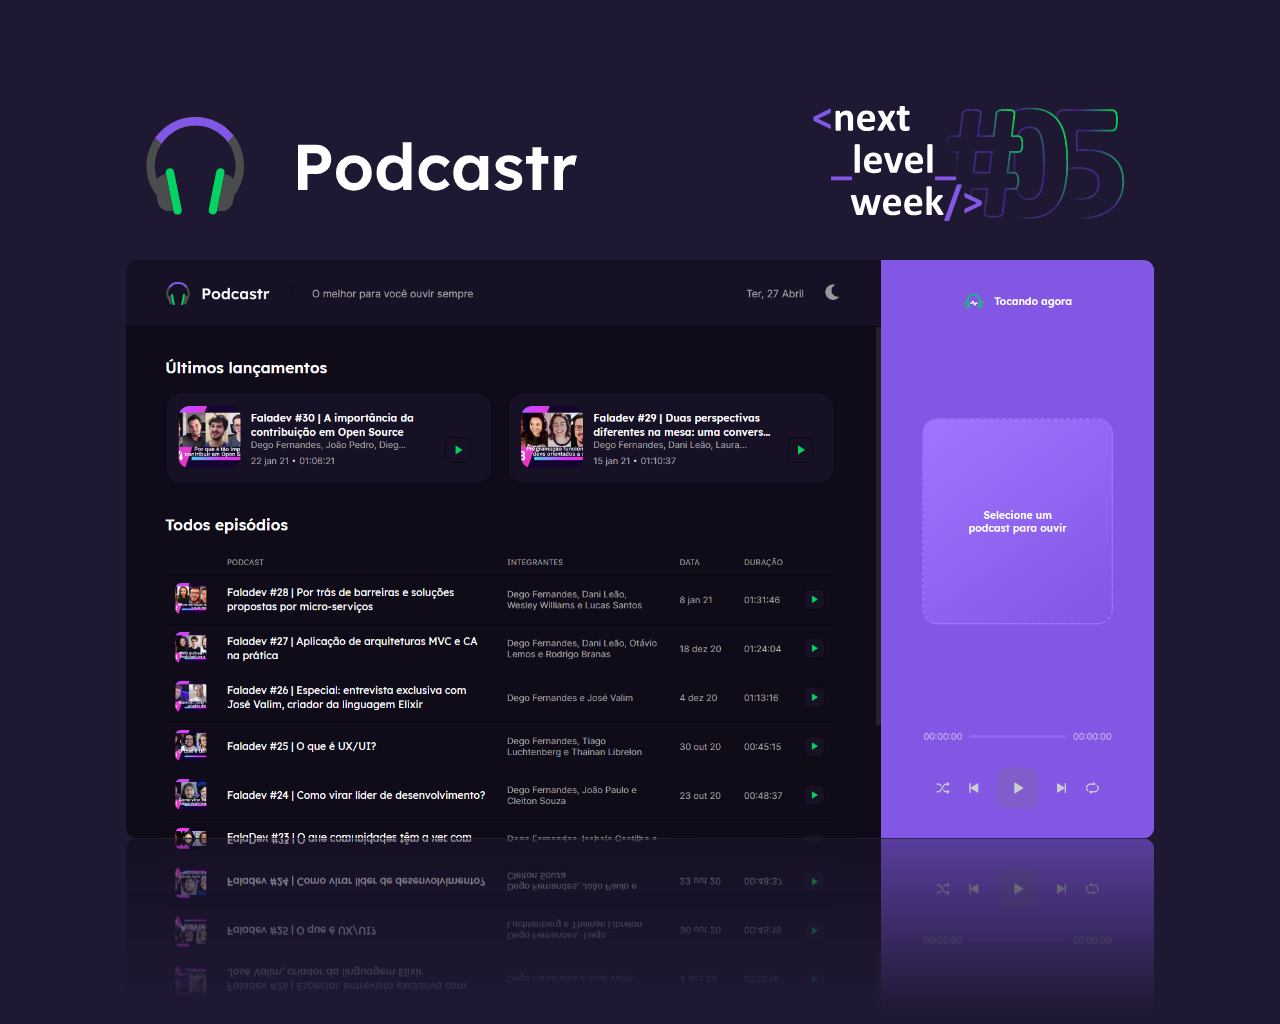 Podcastr
<next
_level_
week/>
#05
Podcastr
O melhor para você ouvir sempre
Ter, 27 Abril
Tocando agora
Últimos lançamentos
Faladev #30 | A importância da
contribuição em Open Source
Dego Fernandes, João Pedro, Dieg...
22 jan 21 • 01:06:21
Faladev #29 | Duas perspectivas
diferentes na mesa: uma convers...
Dego Fernandes, Dani Leão, Laura...
15 jan 21 • 01:10:37
Selecione um
podcast para ouvir
Todos episódios
PODCAST INTEGRANTES DATA DURAÇÃO
Faladev #28 | Por trás de barreiras e soluções
propostas por micro-serviços
Dego Fernandes, Dani Leão,
Wesley Williams e Lucas Santos
8 jan 21
01:31:46
Faladev #27 | Aplicação de arquiteturas MVC e CA
na prática
Dego Fernandes, Dani Leão, Otávio
Lemos e Rodrigo Branas
18 dez 20
01:24:04
Faladev #26 | Especial: entrevista exclusiva com
José Valim, criador da linguagem Elixir
Dego Fernandes e José Valim
4 dez 20
01:13:16
Faladev #25 | O que é UX/UI?
Dego Fernandes, Tiago
Luchtenberg e Thainan Librelon
30 out 20
00:45:15
Faladev #24 | Como virar lider de desenvolvimento?
Dego Fernandes, João Paulo e
Cleiton Souza
23 out 20
00:48:37
FalaDev #23 | O que comunidades têm a ver com
00:00:00 00:00:00